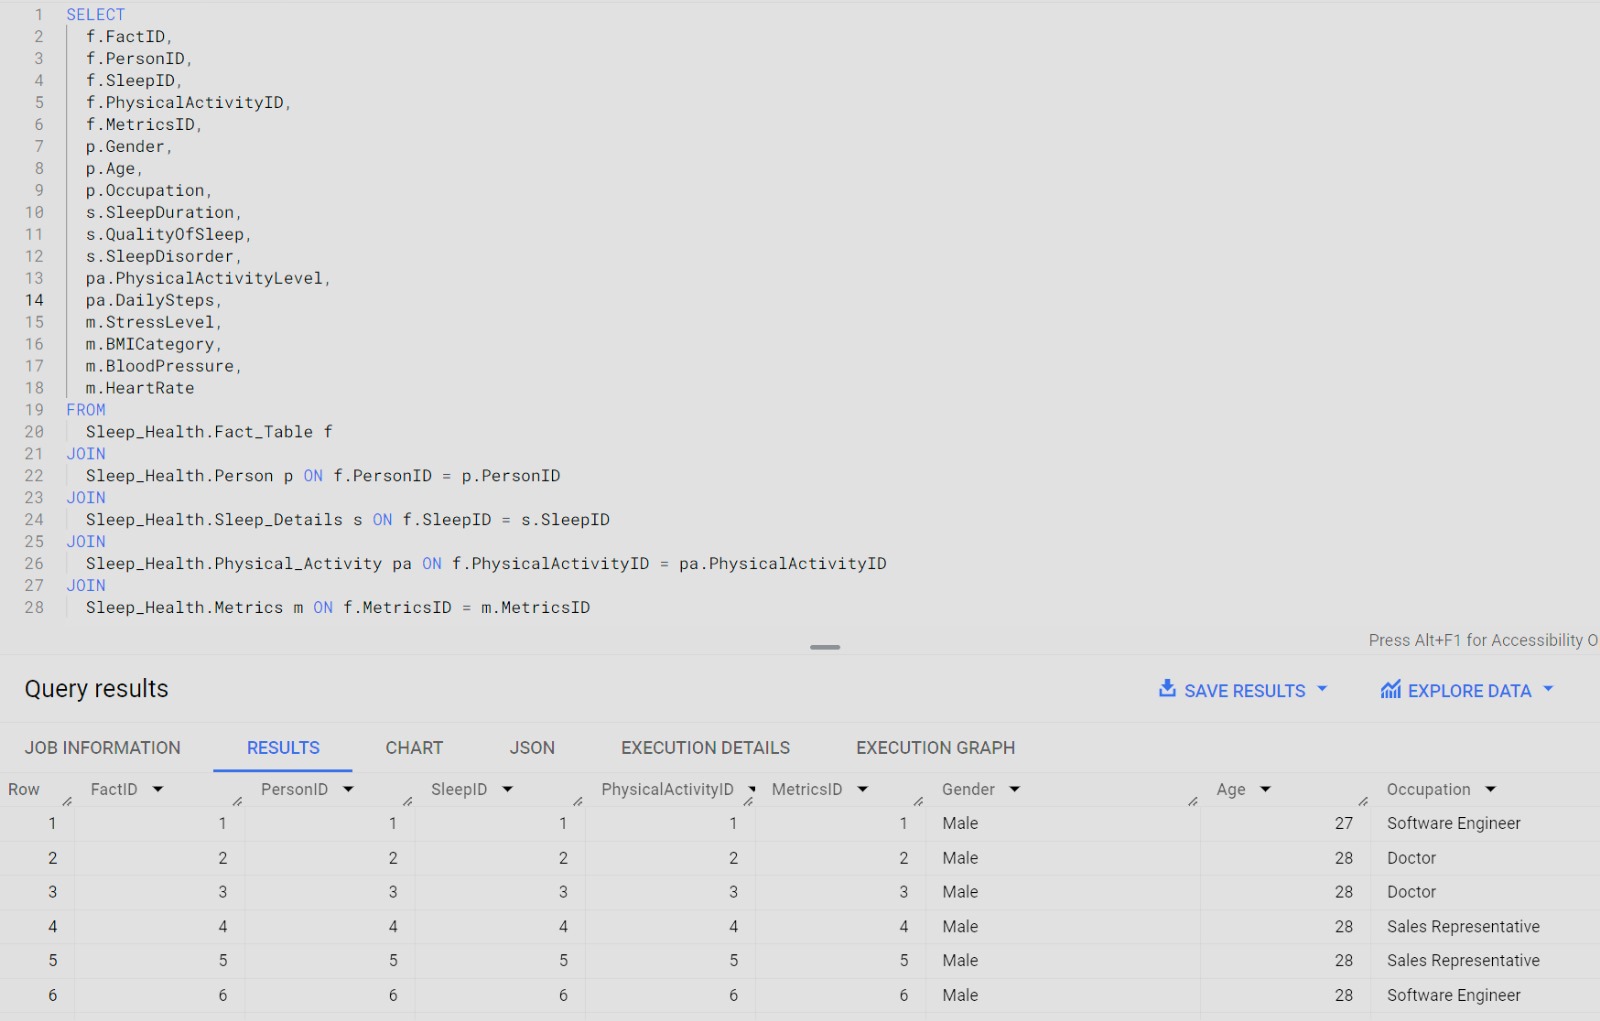 1 SELECT
2 f.FactID,
3 f.PersonID,
4 f.SleepID,
5 f.PhysicalActivityID,
6 f.MetricsID,
7 p.Gender,
8 p.Age,
9 p.Occupation,
10 s.SleepDuration,
11 s.QualityOfSleep,
12 s.SleepDisorder,
13 pa.PhysicalActivityLevel,
14 pa.DailySteps,
15 m.StressLevel,
16 m.BMICategory,
17 m.BloodPressure,
18 m.HeartRate
19 FROM
20 Sleep_Health.Fact_Table f
21 JOIN
22 Sleep_Health.Person p ON f.PersonID = p.PersonID
23 JOIN
24 Sleep_Health.Sleep_Details s ON f.SleepID = s.SleepID
25 JOIN
26 Sleep_Health.Physical_Activity pa ON f.PhysicalActivityID = pa.PhysicalActivityID
27 JOIN
28 Sleep_Health.Metrics m ON f.MetricsID = m.MetricsID
Press Alt+F1 for Accessibility O
Query results SAVE RESULTS EXPLORE DATA
JOB INFORMATION RESULTS CHART JSON EXECUTION DETAILS EXECUTION GRAPH
Row FactID PersonID SleepID PhysicalActivityID MetricsID Gender Age Occupation
1 1 1 1 1 1 Male 27 Software Engineer
2 2 2 2 2 2 Male 28 Doctor
3 3 3 3 3 3 Male 28 Doctor
4 4 4 4 4 4 Male 28 Sales Representative
5 5 5 5 5 5 Male 28 Sales Representative
6 6 6 6 6 6 Male 28 Software Engineer